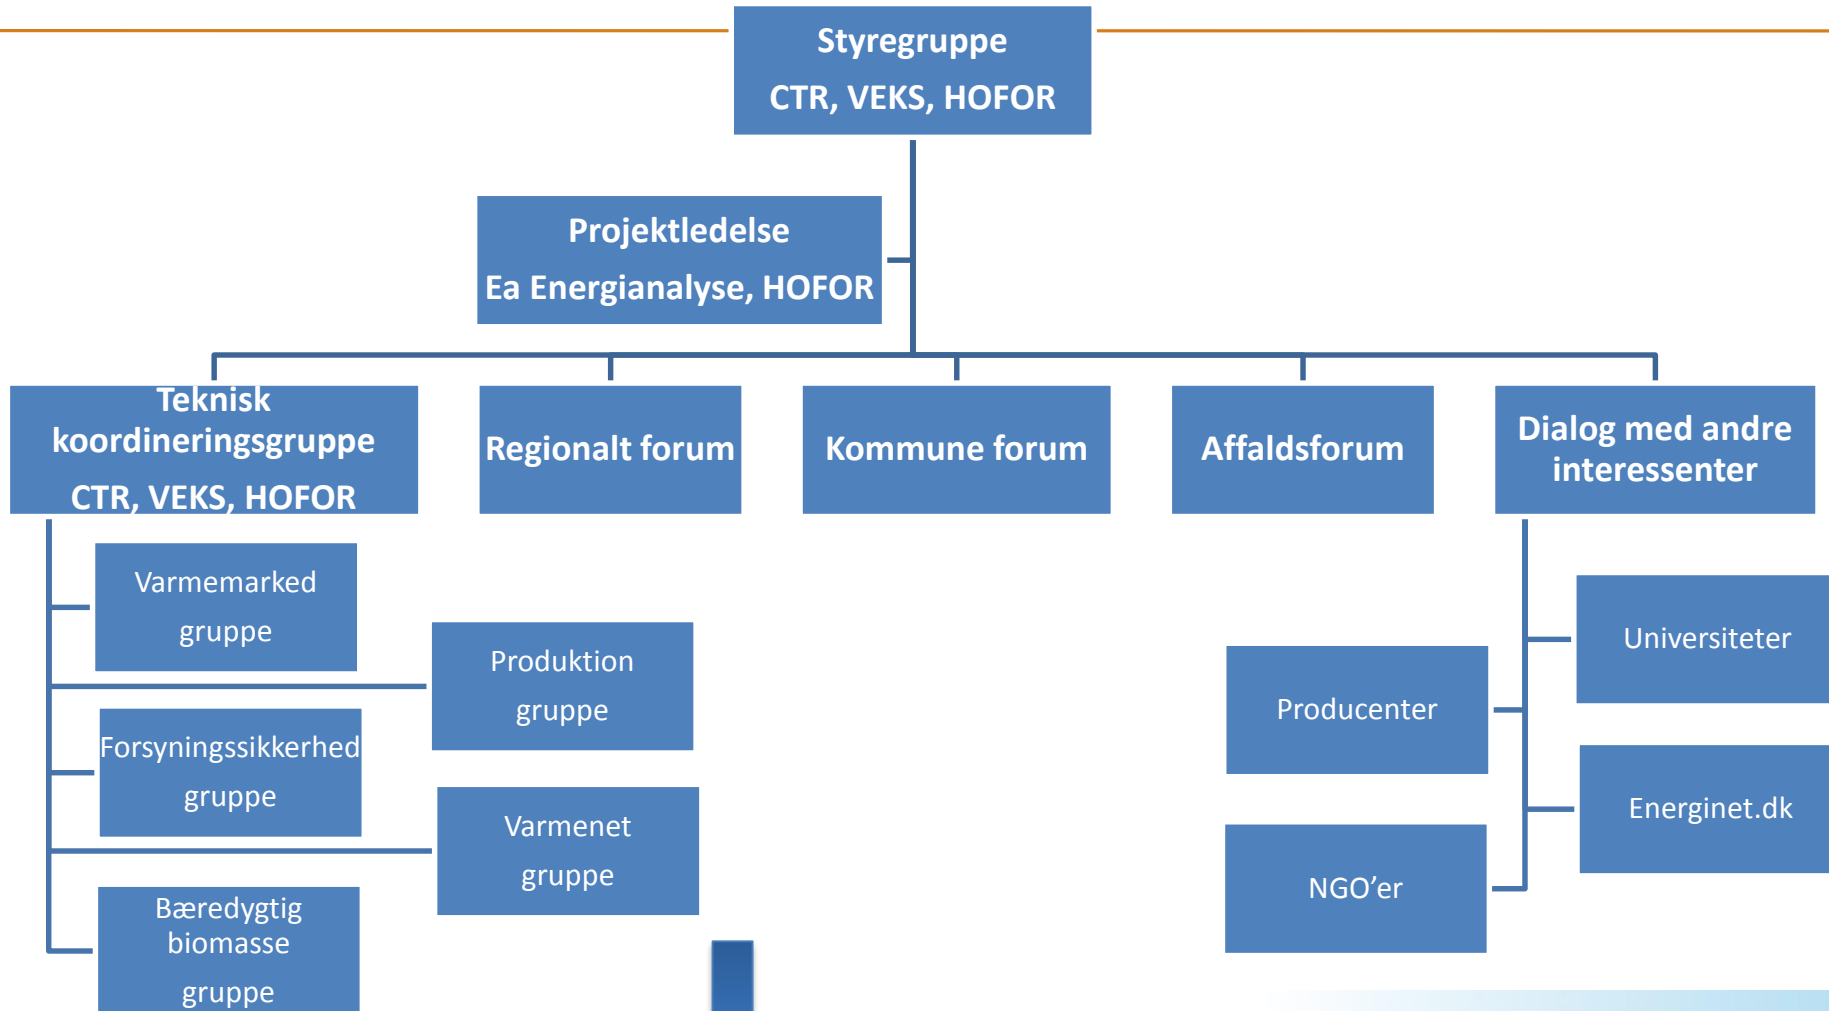 Styregruppe
CTR, VEKS, HOFOR
Projektledelse
Ea Energianalyse, HOFOR
Teknisk
koordineringsgruppe
CTR, VEKS, HOFOR
Regionalt forum
Kommune forum
Affaldsforum
Dialog med andre
interessenter
Varmemarked
gruppe
Produktion
gruppe
Forsyningssikkerhed
gruppe
Varmenet
gruppe
Bæredygtig
biomasse
gruppe
Universiteter
Producenter
Energinet.dk
NGO’er